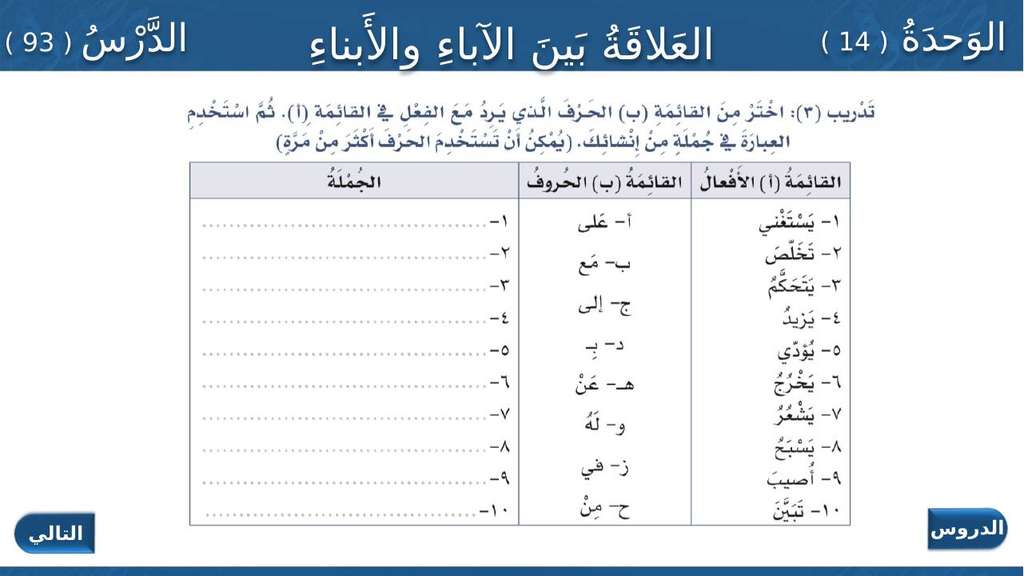 الوَحدَةُ ( 14 )
العَلاقَةُ بَينَ الآباءِ والأَبناءِ
الدَّرْسُ ( 93 )
تَدْريب (٣): اخْتَرْ مِنَ القائِمَةِ (ب) الحَرْفَ الَّذي يَرِدُ مَعَ الفِعْلِ في القائِمَة (أ). ثُمَّ اسْتَخْدِمِ
العِبارَةَ في جُمْلَةٍ مِنْ إِنْشائِكَ. (يُمْكِنُ أَنْ تَسْتَخْدِمَ الحَرْفَ أَكْثَرَ مِنْ مَرَّةٍ)
القائِمَةُ (أ) الأَفْعالُ
١- يَسْتَغْني
٢- تَخَلَّصَ
٣- يَتَحَكَّمُ
٤- يَزيدُ
٥- يُؤدّي
٦- يَخْرُجُ
٧- يَشْعُرُ
٨- يَسْبَحُ
٩- أُصيبَ
١٠- تَبَيَّنَ
القائِمَةُ (ب) الحُروفُ
أ- عَلى
ب- مَع
ج- إلى
د- بِـ
هـ- عَنْ
و- لَهُ
ز- في
ح- مِنْ
الجُمْلَةُ
١- ........................................
٢- ........................................
٣- ........................................
٤- ........................................
٥- ........................................
٦- ........................................
٧- ........................................
٨- ........................................
٩- ........................................
١٠- ........................................
الدروس
التالي